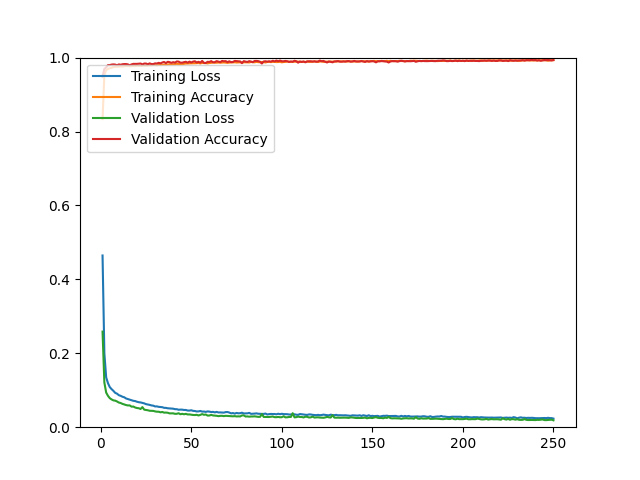 1.0
0.8
0.6
0.4
0.2
0.0
Training Loss
Training Accuracy
Validation Loss
Validation Accuracy
0 50 100 150 200 250